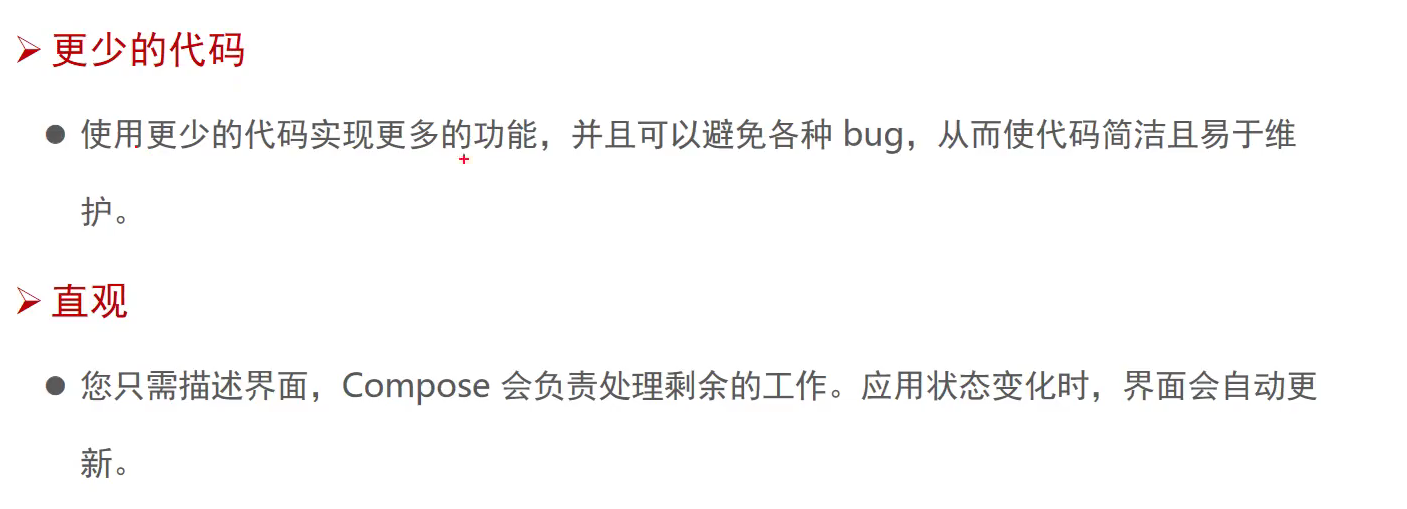 更少的代码
使用更少的代码实现更多的功能，并且可以避免各种 bug，从而使代码简洁且易于维
护。
直观
您只需描述界面，Compose 会负责处理剩余的工作。应用状态变化时，界面会自动更
新。